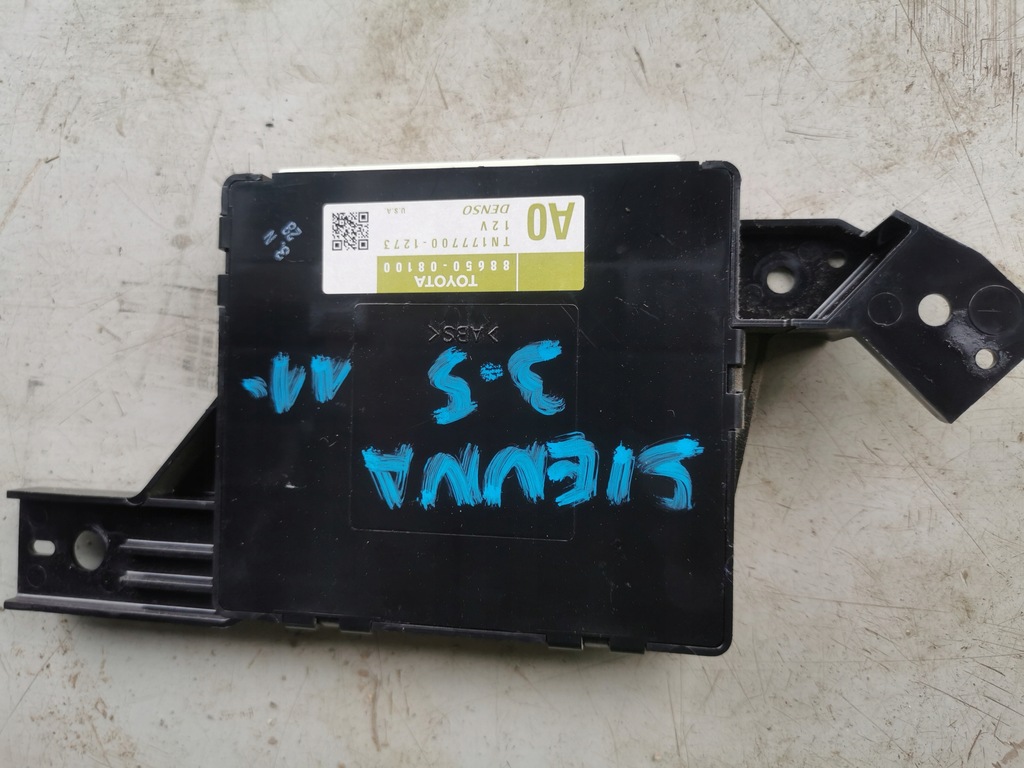 SIENNA
3.5 11-
>ABS<
TOYOTA
88650-08100
TN177700-1273
12V
DENSO
A0